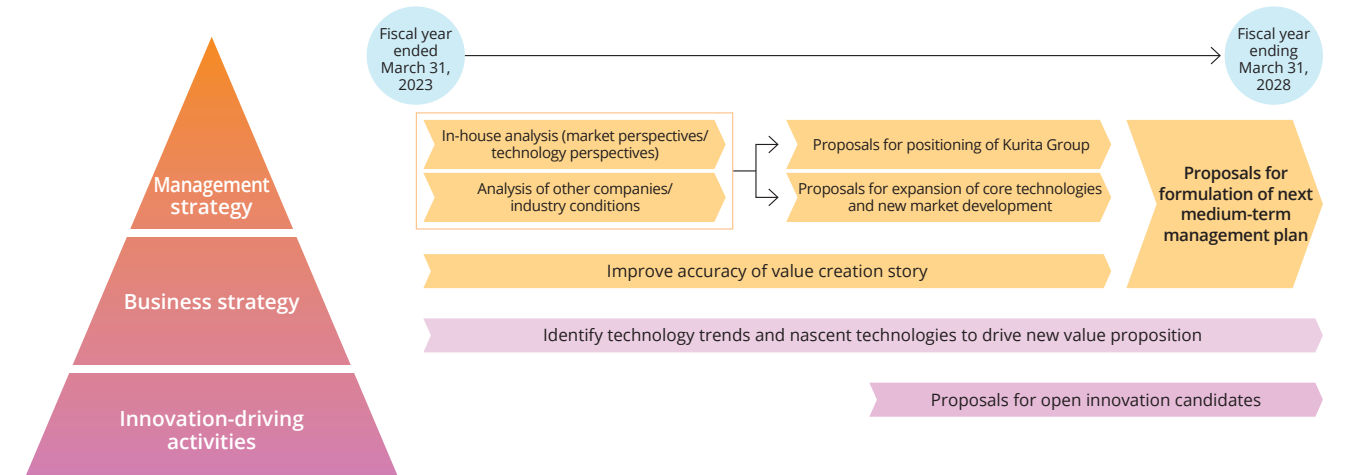 Fiscal year
ended
March 31,
2023
Fiscal year
ending
March 31,
2028
Management
strategy
Business strategy
Innovation-driving
activities
In-house analysis (market perspectives/
technology perspectives)
Analysis of other companies/
industry conditions
Proposals for positioning of Kurita Group
Proposals for expansion of core technologies
and new market development
Proposals for
formulation of next
medium-term
management plan
Improve accuracy of value creation story
Identify technology trends and nascent technologies to drive new value proposition
Proposals for open innovation candidates